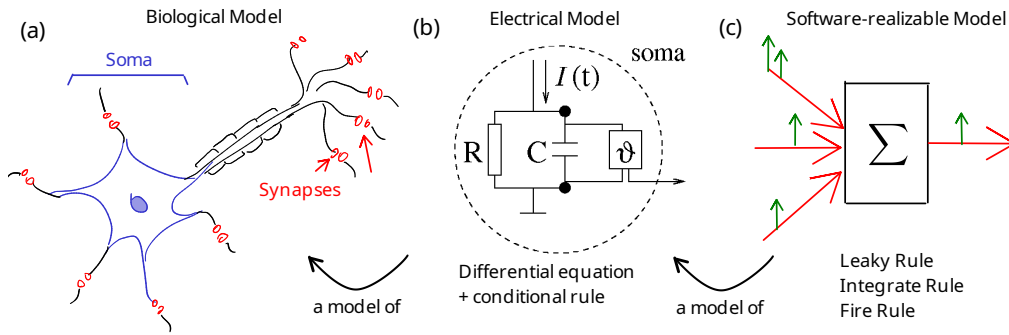 (a)
Biological Model
Soma
Synapses
a model of
(b)
Electrical Model
soma
I (t)
R
C
ϑ
Differential equation
+ conditional rule
a model of
(c)
Software-realizable Model
Σ
Leaky Rule
Integrate Rule
Fire Rule